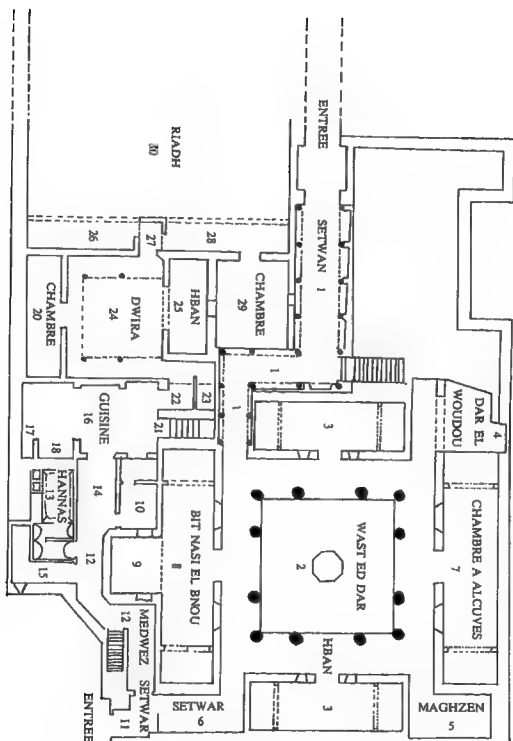 ENTREE
SETWAN 1
RIADH
30
28
27
26
CHAMBRE
29
HBAN
25
DWIRA
24
CHAMBRE
20
1
1
23
22
21
GUISINE
16
17
18
14
HANNAS
13
15
12
12
10
9
BIT NASI EL BNOU
8
MEDWEZ
SETWAR
11
ENTREE
3
WAST ED DAR
2
HBAN
3
DAR EL
WOUDOU
4
CHAMBRE A ALCUVES
7
MAGHZEN
5
SETWAR
6